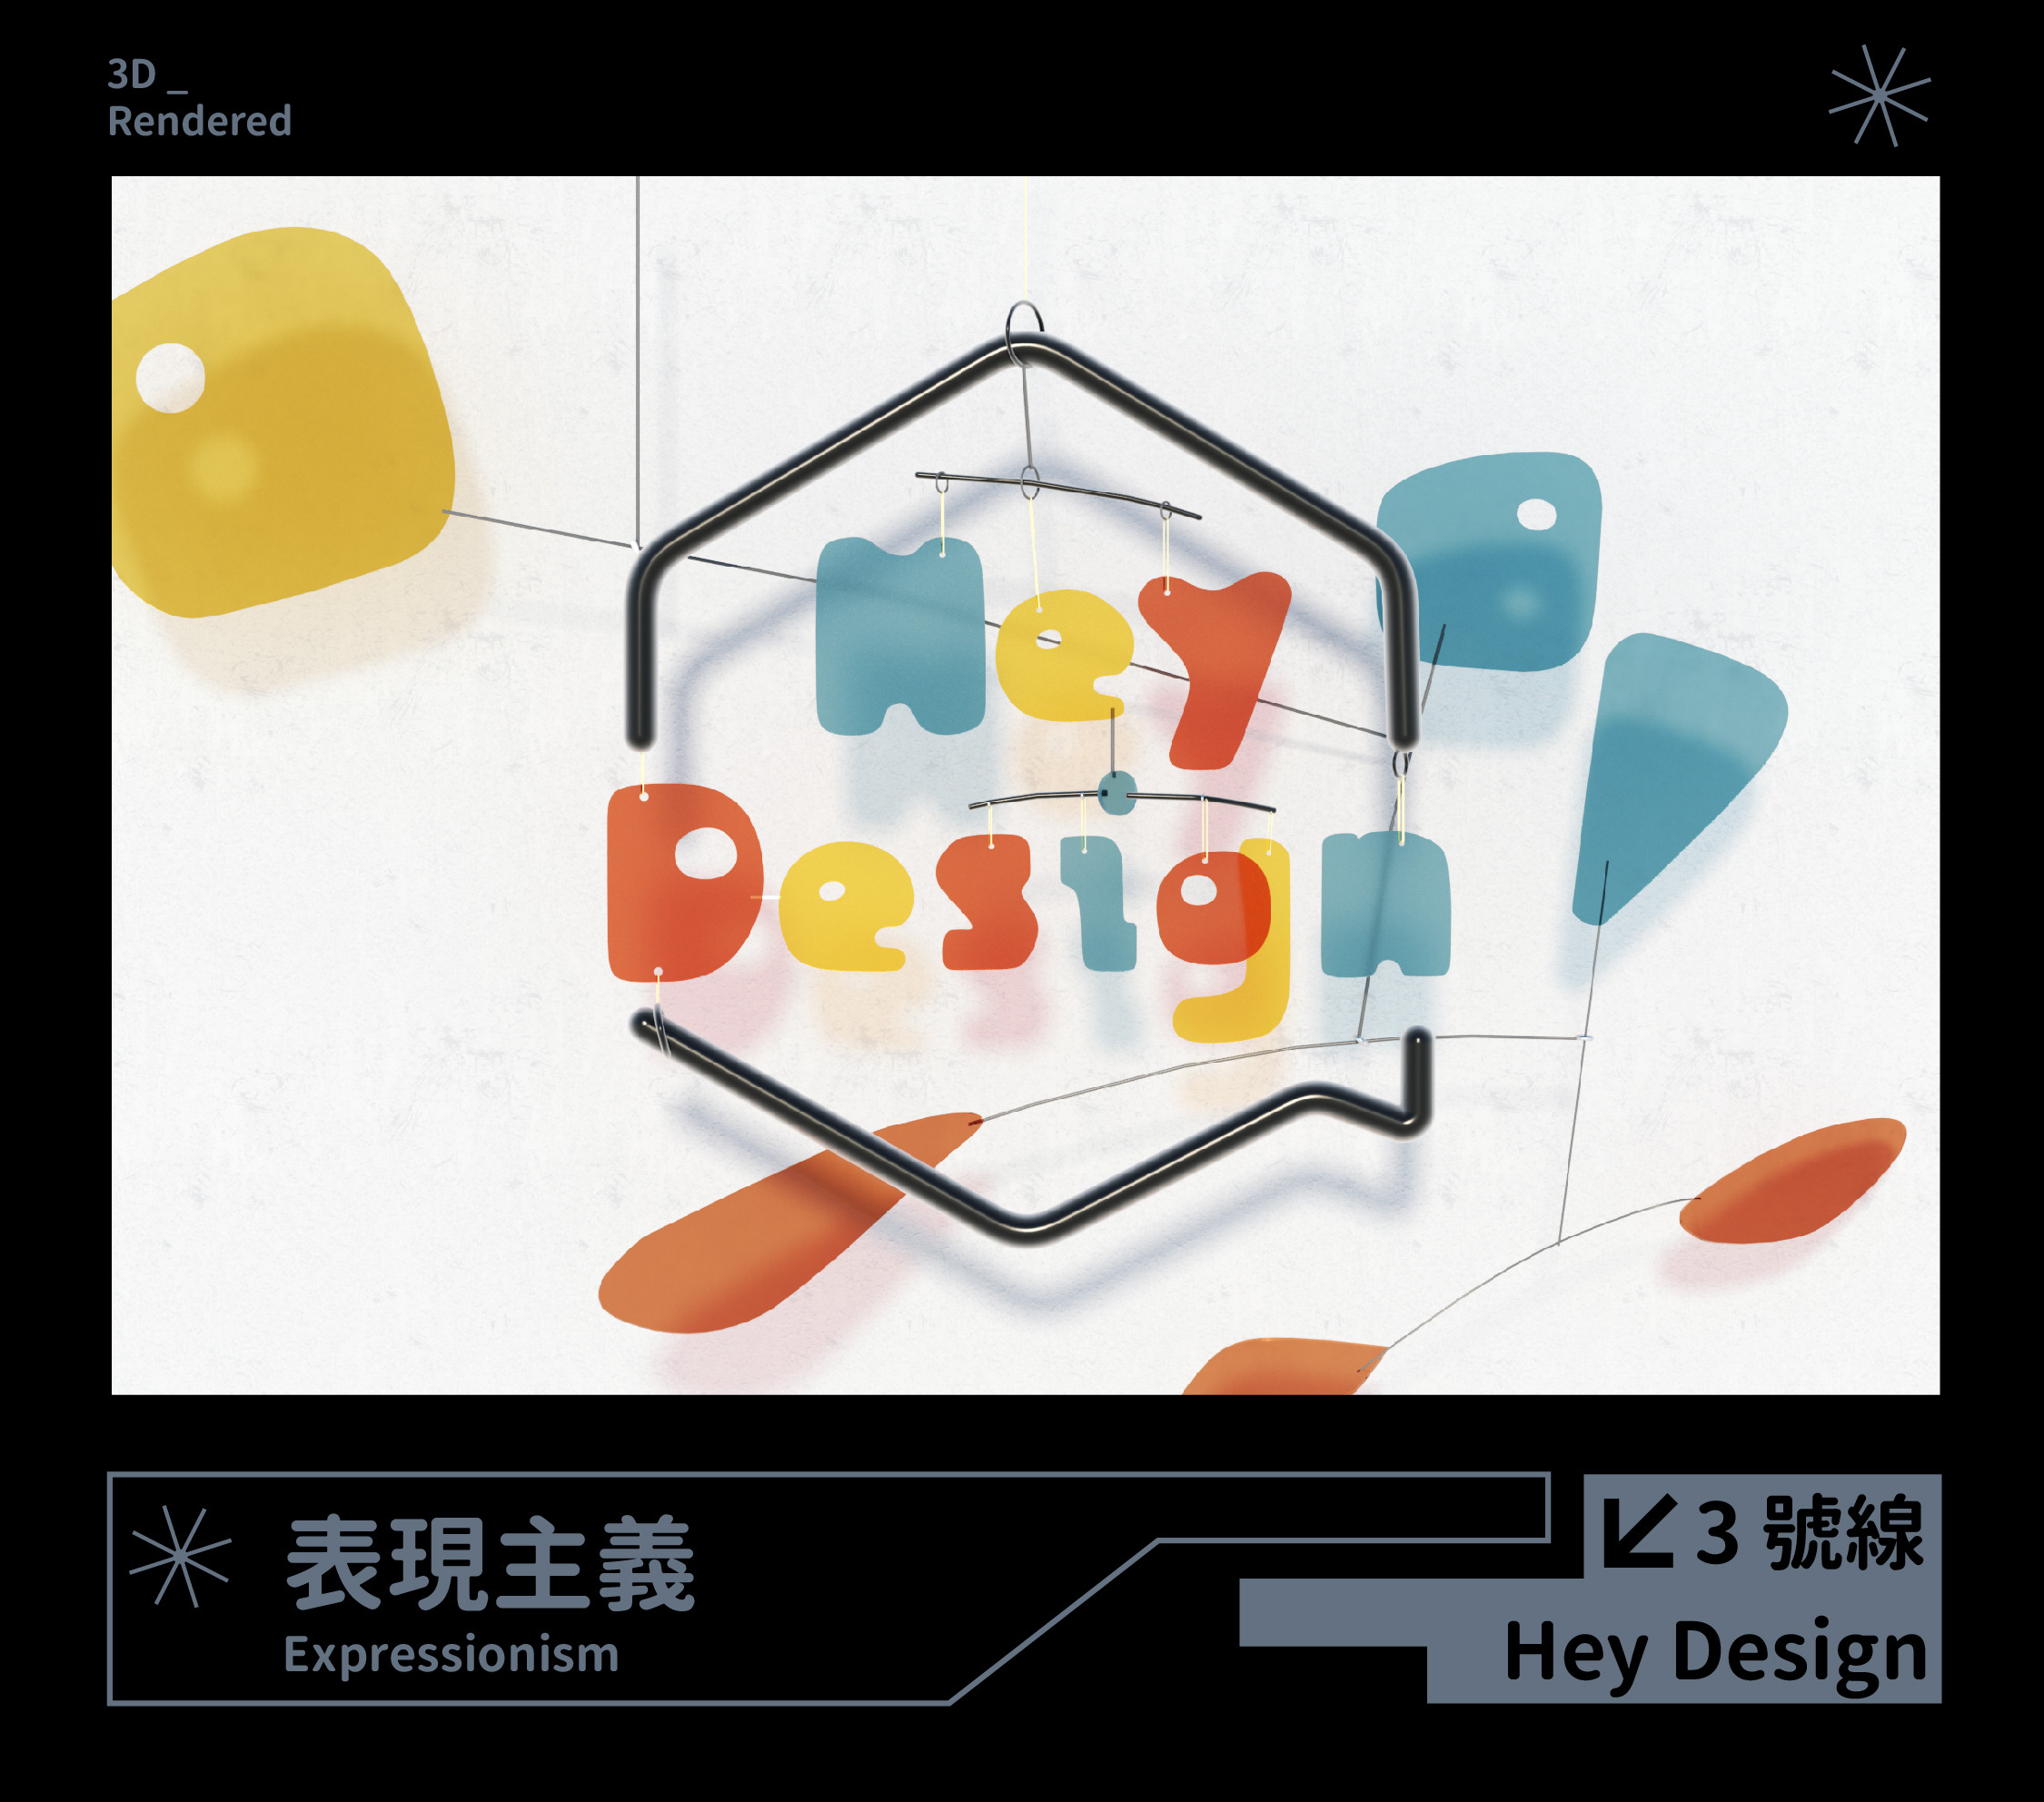 3D _
Rendered
Hey
Design
表現主義
Expressionism
3 號線
Hey Design